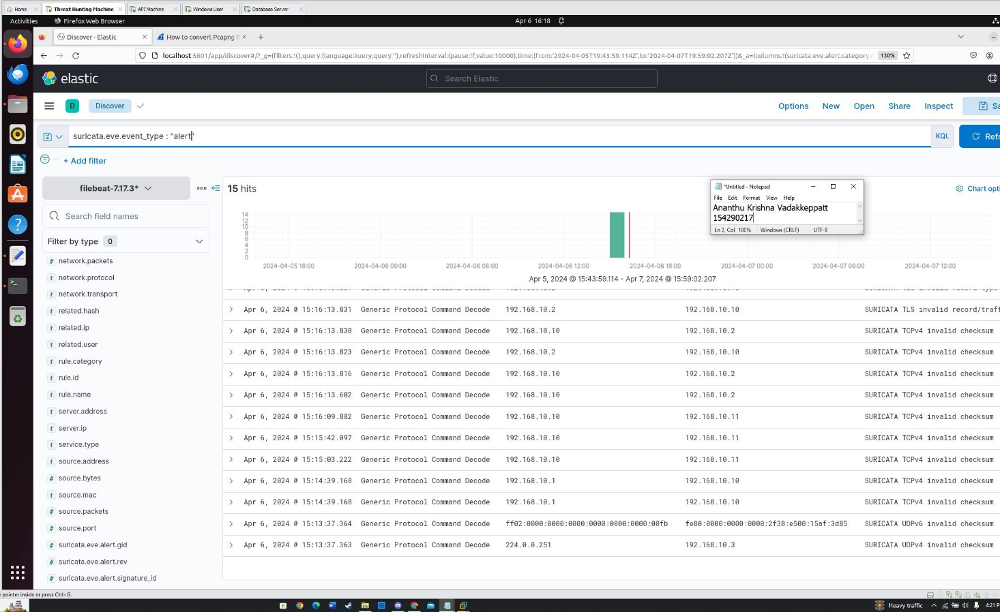 Home
Threat Hunting Machine
API Machine
Windows User
Database Server
Activities
Firefox Web Browser
Apr 6 16:18
Discover - Elastic
How to convert Pcapng f
localhost:5601/app/discover#/?_g=(filters:!(),query:(language:kuery,query:''),refreshInterval:(pause:!f,value:10000),time:(from:'2024-04-05T19:43:59.114Z',to:'2024-04-07T19:59:02.207Z'))&_a=(columns:!(suricata.eve.alert.category,
130%
elastic
Search Elastic
D
Discover
Options
New
Open
Share
Inspect
Sa
suricata.eve.event_type : "alert"
KQL
Refr
+ Add filter
filebeat-7.17.3*
15 hits
Chart opti
Search field names
Filter by type 0
*Untitled - Notepad
File Edit Format View Help
Ananthu Krishna Vadakkeppatt
154290217
Ln 2, Col 100% Windows (CRLF) UTF-8
14
12
10
8
6
4
2
0
2024-04-05 18:00 2024-04-06 00:00 2024-04-06 06:00 2024-04-06 12:00 2024-04-06 18:00 2024-04-07 00:00 2024-04-07 06:00 2024-04-07 12:00
Apr 5, 2024 @ 15:43:59.114 - Apr 7, 2024 @ 15:59:02.207
# network.packets
t network.protocol
t network.transport
t related.hash
t related.ip
t related.user
t rule.category
t rule.id
t rule.name
t server.address
t server.ip
t service.type
t source.address
# source.bytes
t source.mac
# source.packets
# source.port
# suricata.eve.alert.gid
# suricata.eve.alert.rev
# suricata.eve.alert.signature_id
Apr 6, 2024 @ 15:16:13.831 Generic Protocol Command Decode 192.168.10.2 192.168.10.10 SURICATA TLS invalid record/traff
Apr 6, 2024 @ 15:16:13.830 Generic Protocol Command Decode 192.168.10.10 192.168.10.2 SURICATA TCPv4 invalid checksum
Apr 6, 2024 @ 15:16:13.823 Generic Protocol Command Decode 192.168.10.2 192.168.10.10 SURICATA TCPv4 invalid checksum
Apr 6, 2024 @ 15:16:13.816 Generic Protocol Command Decode 192.168.10.10 192.168.10.2 SURICATA TCPv4 invalid checksum
Apr 6, 2024 @ 15:16:13.602 Generic Protocol Command Decode 192.168.10.10 192.168.10.2 SURICATA TCPv4 invalid checksum
Apr 6, 2024 @ 15:16:09.882 Generic Protocol Command Decode 192.168.10.10 192.168.10.11 SURICATA TCPv4 invalid checksum
Apr 6, 2024 @ 15:15:42.097 Generic Protocol Command Decode 192.168.10.10 192.168.10.11 SURICATA TCPv4 invalid checksum
Apr 6, 2024 @ 15:15:03.222 Generic Protocol Command Decode 192.168.10.10 192.168.10.11 SURICATA TCPv4 invalid checksum
Apr 6, 2024 @ 15:14:39.168 Generic Protocol Command Decode 192.168.10.1 192.168.10.10 SURICATA TCPv4 invalid checksum
Apr 6, 2024 @ 15:14:39.168 Generic Protocol Command Decode 192.168.10.1 192.168.10.10 SURICATA TCPv4 invalid checksum
Apr 6, 2024 @ 15:13:37.364 Generic Protocol Command Decode ff02:0000:0000:0000:0000:0000:0000:00fb fe80:0000:0000:0000:2f38:e500:15af:3d85 SURICATA UDPv6 invalid checksum
Apr 6, 2024 @ 15:13:37.363 Generic Protocol Command Decode 224.0.0.251 192.168.10.3 SURICATA UDPv4 invalid checksum
pointer inside or press Ctrl+G.
Heavy traffic
4:21 P